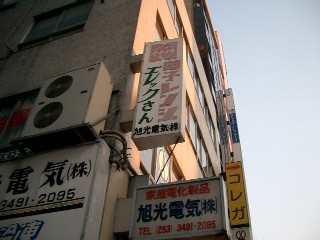 電子レンジ
エレックさん
旭光電気㈱
光電気(株)
3491-2095
家庭電化製品
旭光電気㈱
TEL (253) 3491-2095
コレガ